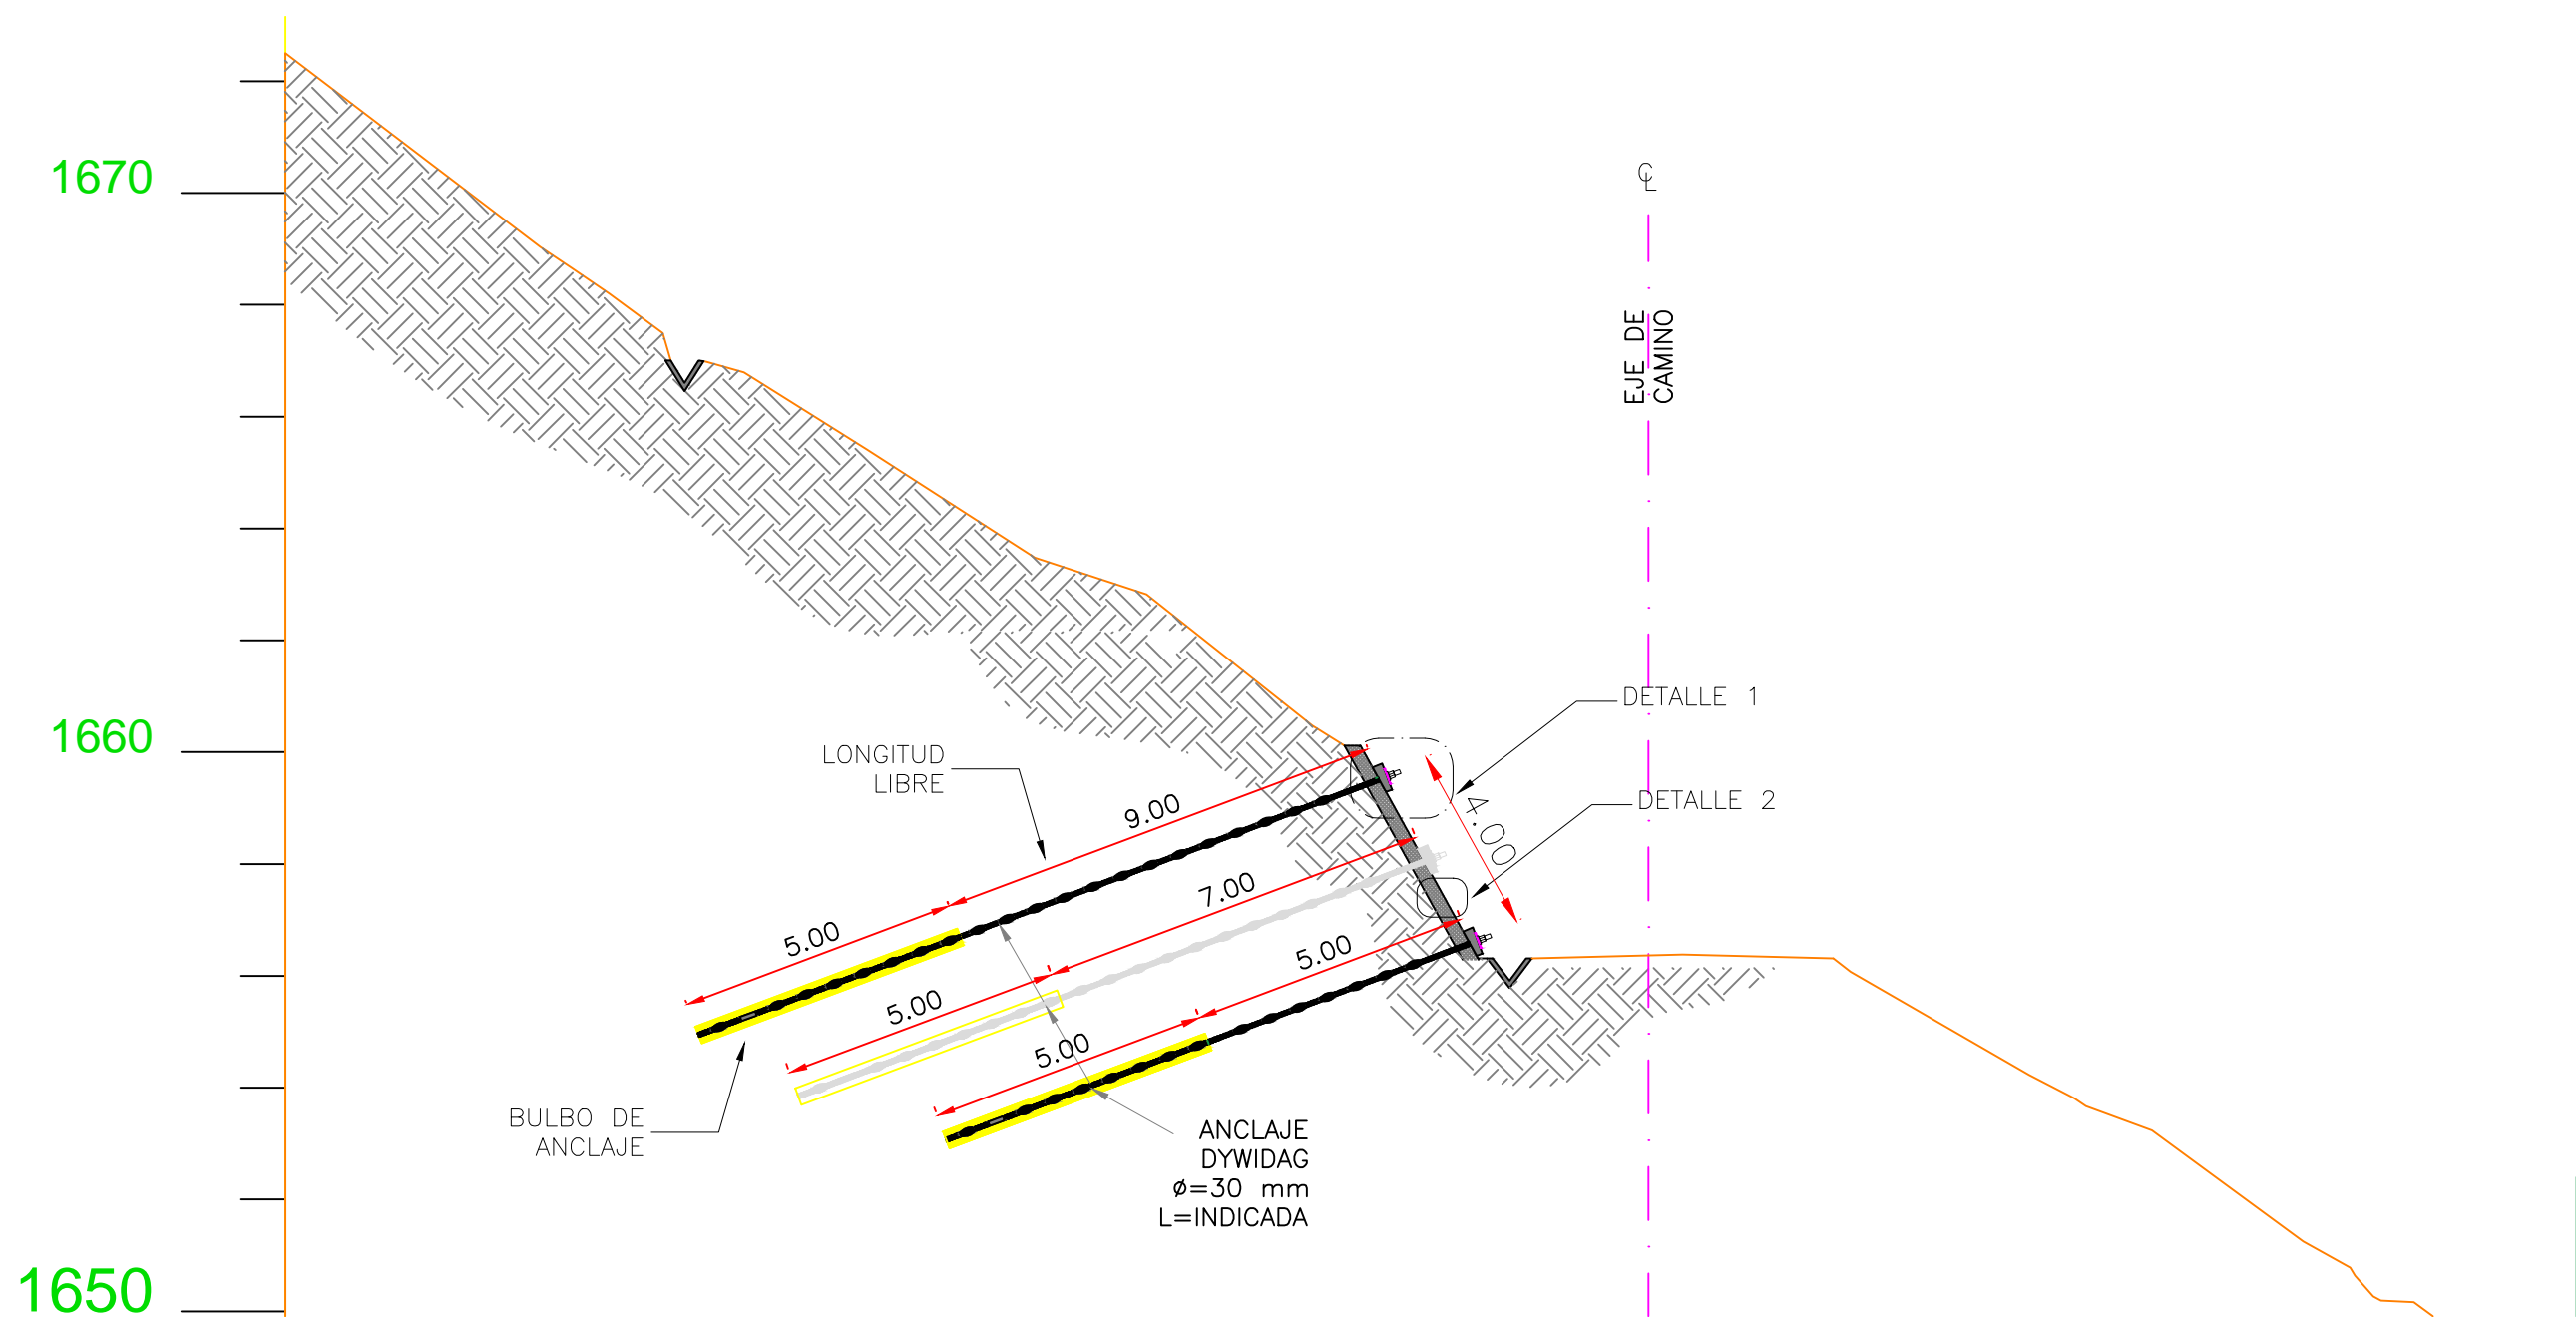 1670
℄
EJE DE
CAMINO
DETALLE 1
1660
LONGITUD
LIBRE
9.00
4.00
DETALLE 2
7.00
5.00
5.00
5.00
5.00
BULBO DE
ANCLAJE
ANCLAJE
DYWIDAG
ø=30 mm
L=INDICADA
1650